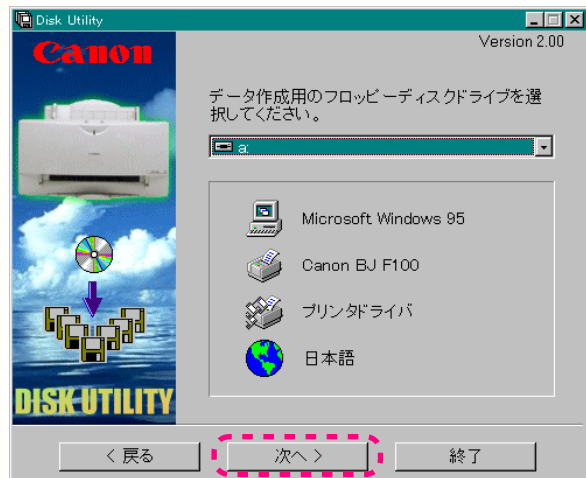 Disk Utility
Canon
Version 2.00
データ作成用のフロッピーディスクドライブを選
択してください。
a:
Microsoft Windows 95
Canon BJ F100
プリンタドライバ
日本語
DISK UTILITY
< 戻る
次へ >
終了